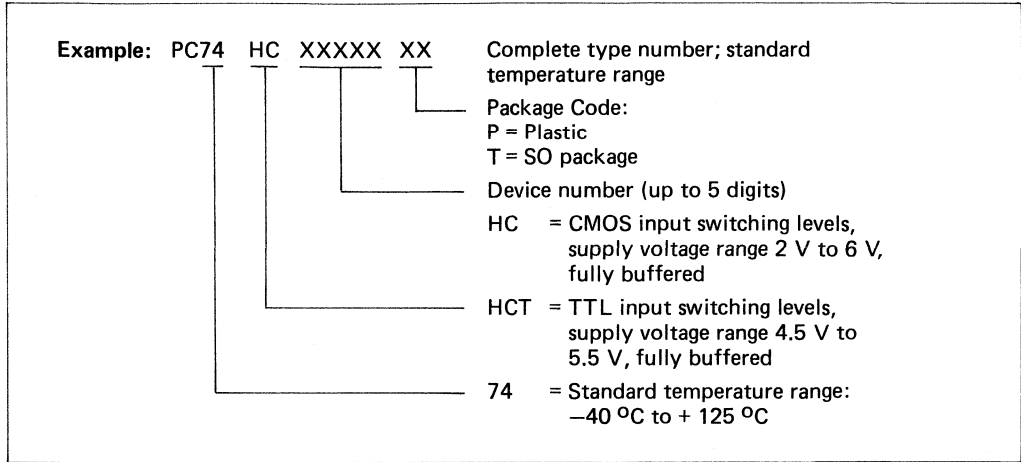 Example: PC74 HC XXXXX XX Complete type number; standard
temperature range
Package Code:
P = Plastic
T = SO package
Device number (up to 5 digits)
HC = CMOS input switching levels,
supply voltage range 2 V to 6 V,
fully buffered
HCT = TTL input switching levels,
supply voltage range 4.5 V to
5.5 V, fully buffered
74 = Standard temperature range:
−40 ºC to + 125 ºC